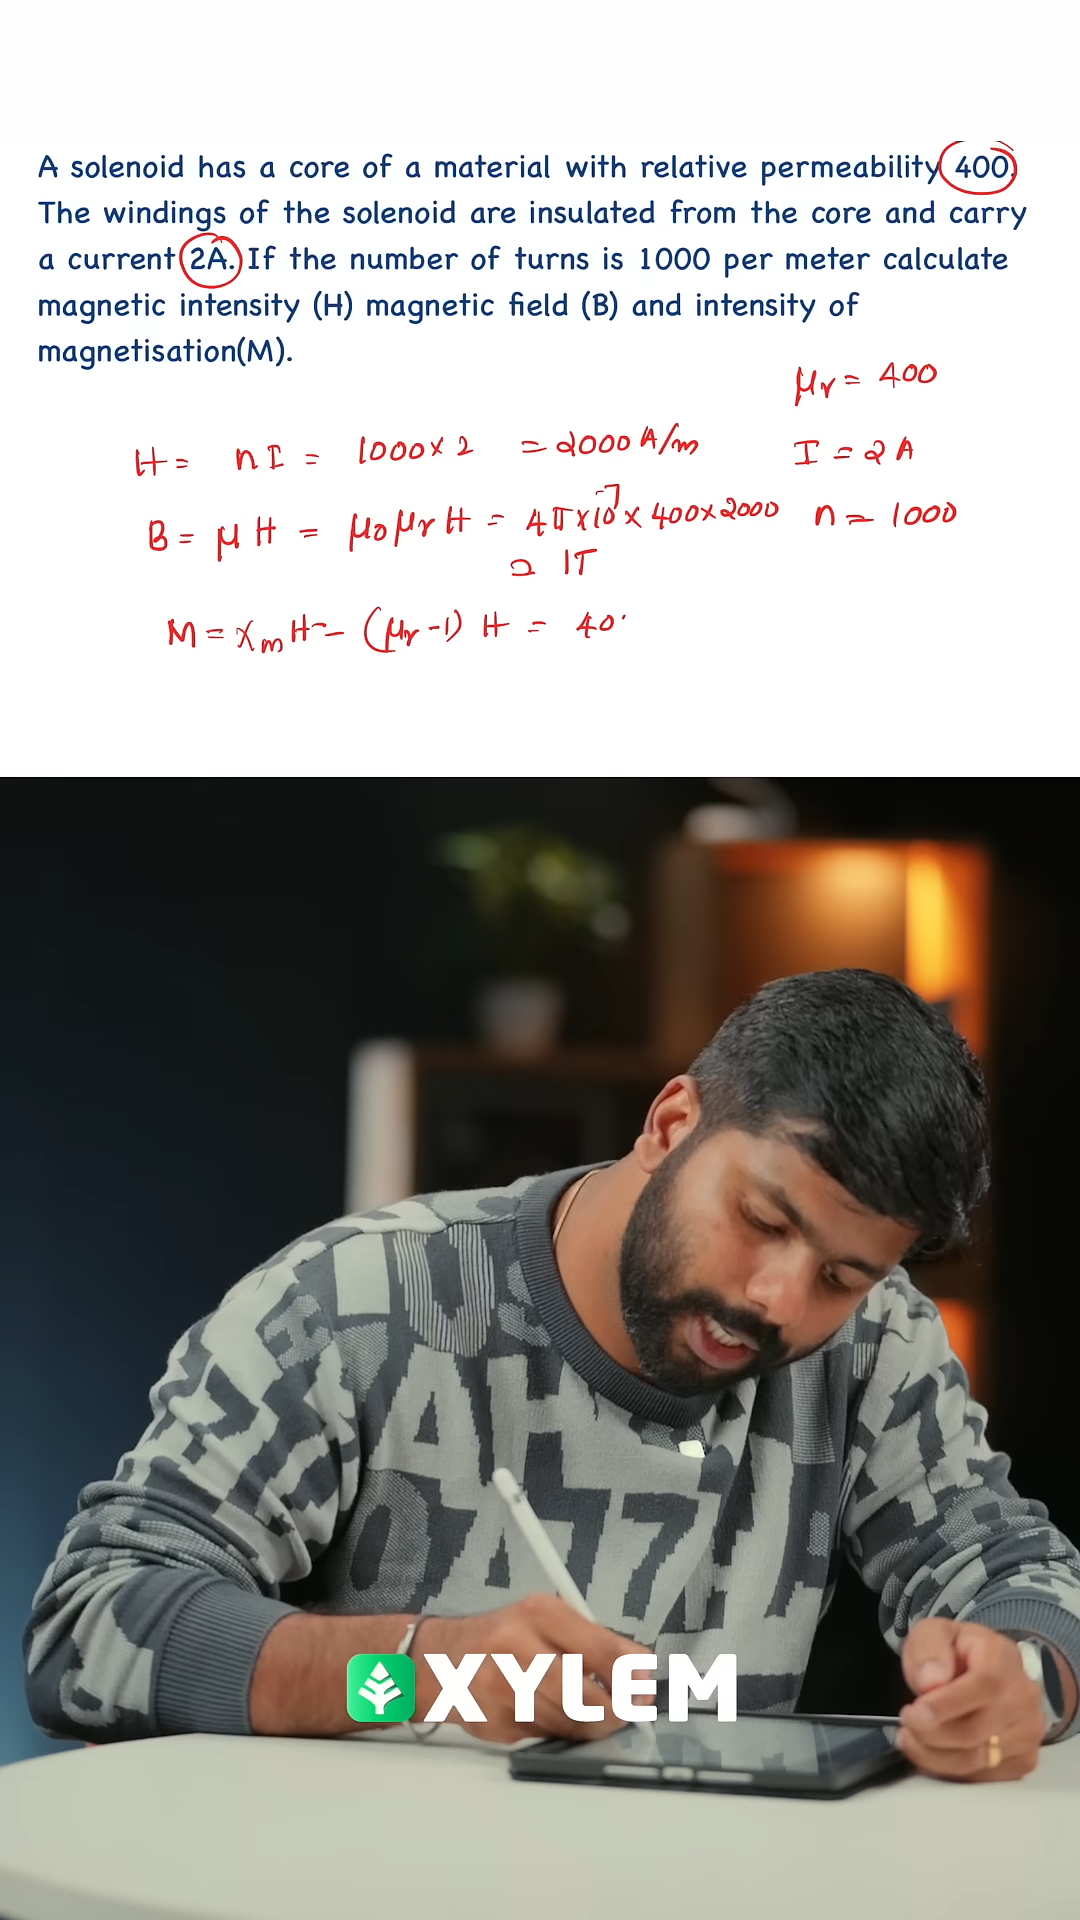 A solenoid has a core of a material with relative permeability 400.
The windings of the solenoid are insulated from the core and carry
a current 2A. If the number of turns is 1000 per meter calculate
magnetic intensity (H) magnetic field (B) and intensity of
magnetisation(M).
μr = 400
H = nI = 1000 × 2 = 2000 A/m
I = 2 A
B = μ H = μ0 μr H = 4π×10⁻⁷ × 400 × 2000
n = 1000
= 1T
M = χm H = (μr -1) H = 40
XYLEM